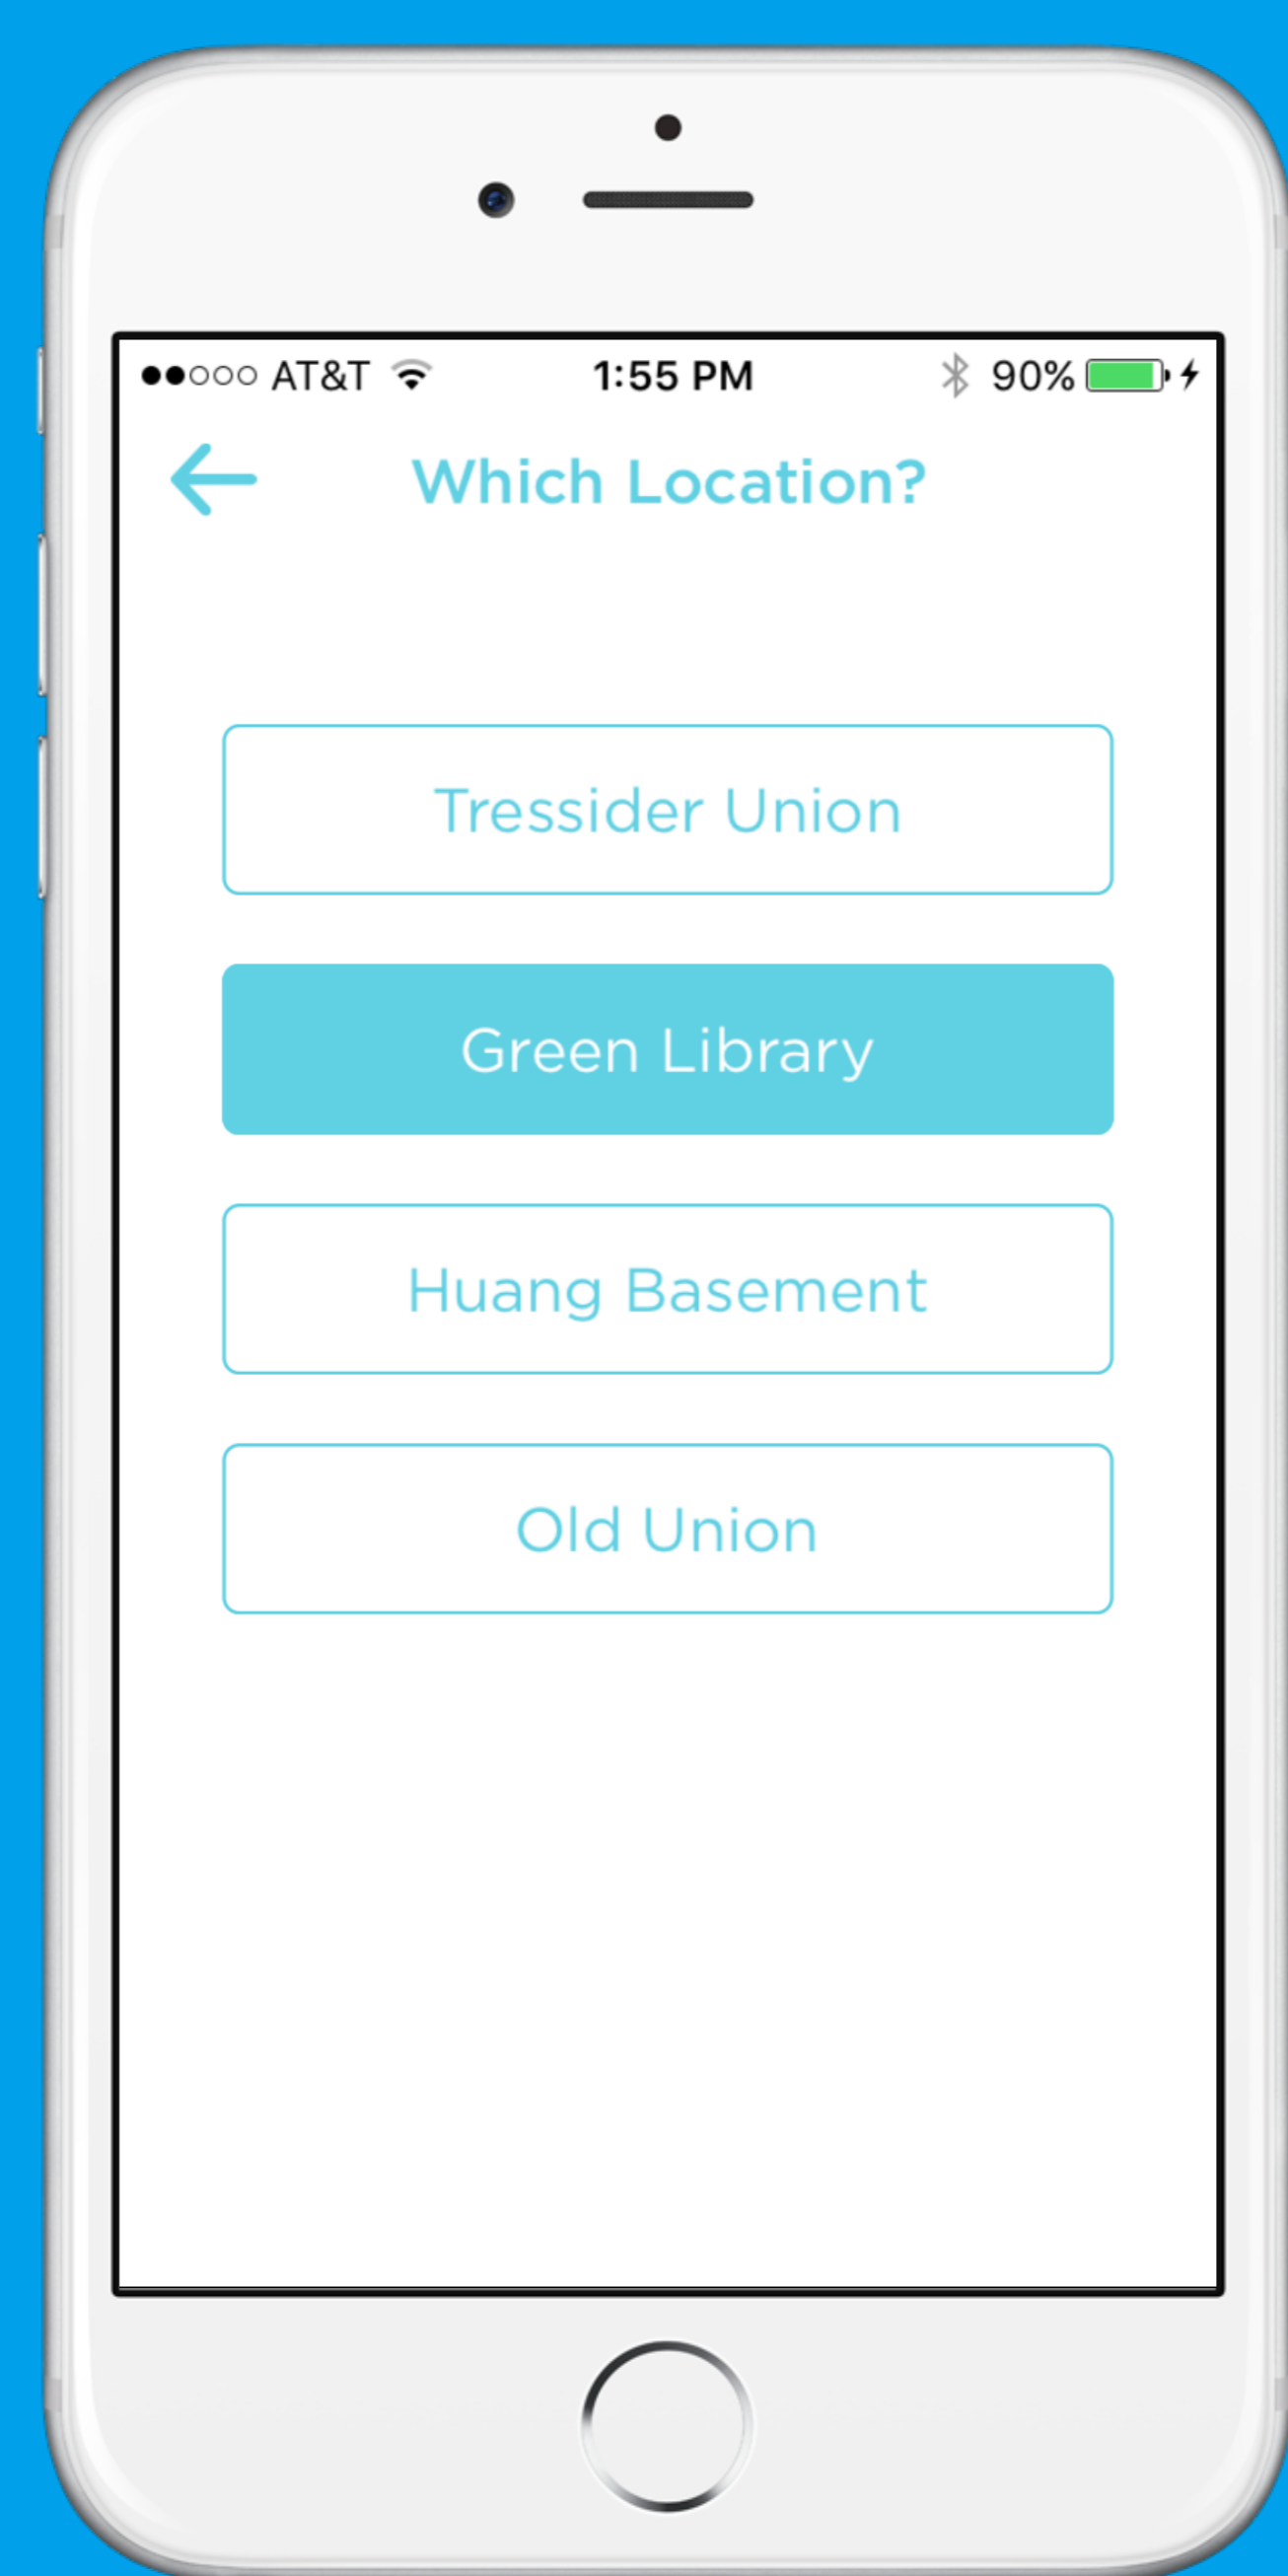 AT&T 1:55 PM 90%
Which Location?
Tressider Union
Green Library
Huang Basement
Old Union